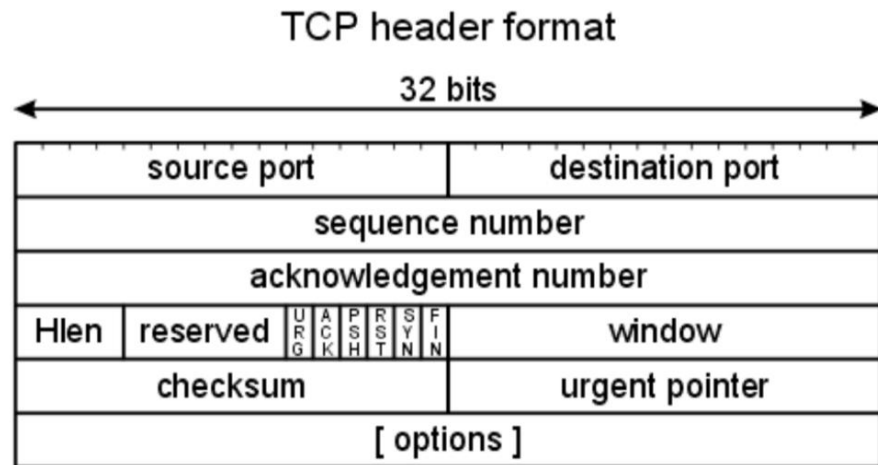 TCP header format
32 bits
source port destination port
sequence number
acknowledgement number
Hlen reserved URG ACK PSH RST SYN FIN window
checksum urgent pointer
[ options ]